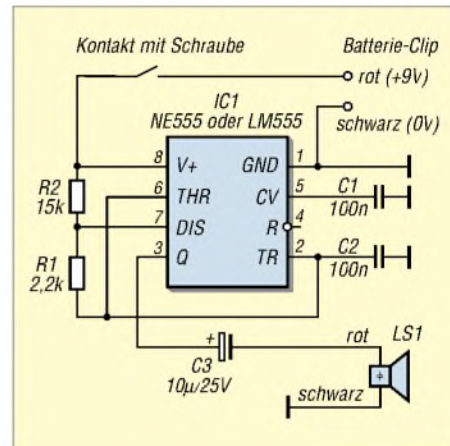 Kontakt mit Schraube
Batterie-Clip
rot (+9V)
schwarz (0V)
IC1
NE555 oder LM555
8 V+ GND 1
6 THR CV 5
7 DIS R 4
3 Q TR 2
R2
15k
R1
2,2k
C1
100n
C2
100n
+
C3
10µ/25V
rot
LS1
schwarz